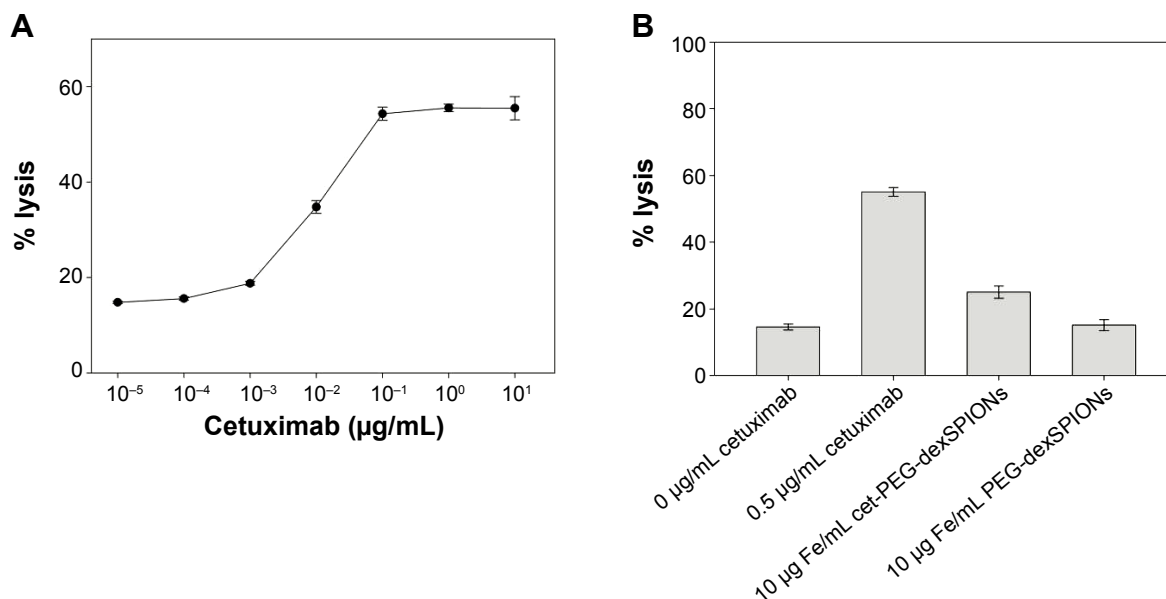 A
% lysis
60
40
20
0
10⁻⁵ 10⁻⁴ 10⁻³ 10⁻² 10⁻¹ 10⁰ 10¹
Cetuximab (µg/mL)
B
% lysis
100
80
60
40
20
0
0 µg/mL cetuximab
0.5 µg/mL cetuximab
10 µg Fe/mL cet-PEG-dexSPIONs
10 µg Fe/mL PEG-dexSPIONs